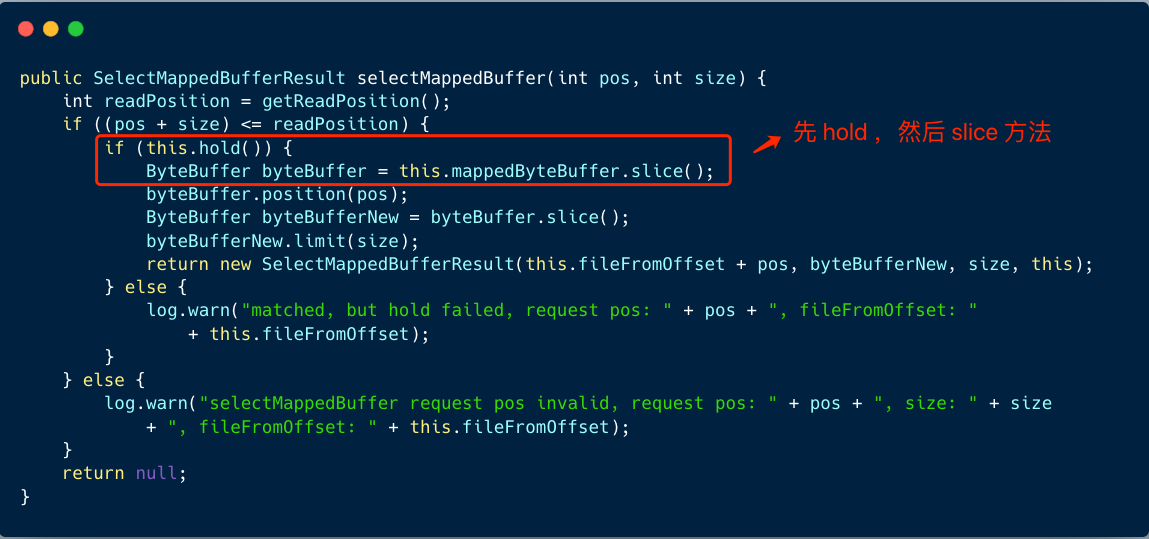 public SelectMappedBufferResult selectMappedBuffer(int pos, int size) {
    int readPosition = getReadPosition();
    if ((pos + size) <= readPosition) {
        if (this.hold()) {
            ByteBuffer byteBuffer = this.mappedByteBuffer.slice();
            byteBuffer.position(pos);
            ByteBuffer byteBufferNew = byteBuffer.slice();
            byteBufferNew.limit(size);
            return new SelectMappedBufferResult(this.fileFromOffset + pos, byteBufferNew, size, this);
        } else {
            log.warn("matched, but hold failed, request pos: " + pos + ", fileFromOffset: "
                + this.fileFromOffset);
        }
    } else {
        log.warn("selectMappedBuffer request pos invalid, request pos: " + pos + ", size: " + size
            + ", fileFromOffset: " + this.fileFromOffset);
    }
    return null;
}
先 hold ，然后 slice 方法